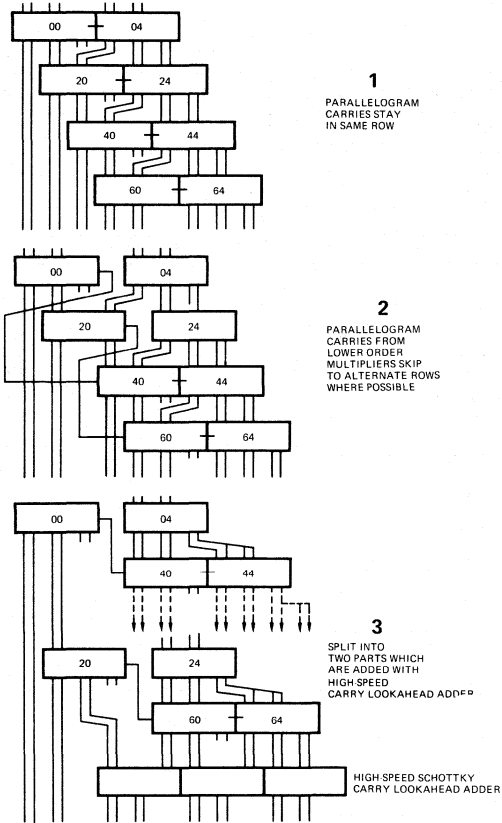 00 04
20 24
40 44
60 64
1
PARALLELOGRAM
CARRIES STAY
IN SAME ROW
00 04
20 24
40 44
60 64
2
PARALLELOGRAM
CARRIES FROM
LOWER ORDER
MULTIPLIERS SKIP
TO ALTERNATE ROWS
WHERE POSSIBLE
00 04
40 44
3
SPLIT INTO
TWO PARTS WHICH
ARE ADDED WITH
HIGH-SPEED
CARRY LOOKAHEAD ADDER
20 24
60 64
HIGH-SPEED SCHOTTKY
CARRY LOOKAHEAD ADDER